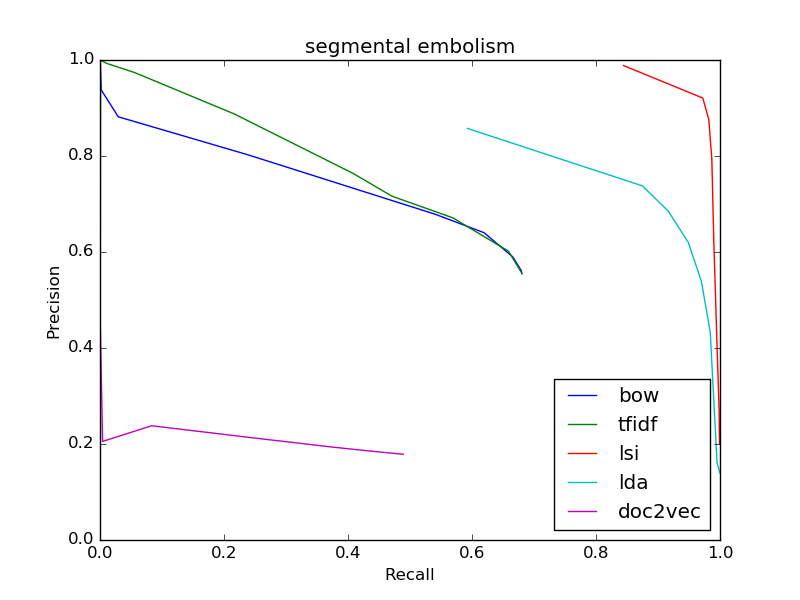 segmental embolism
1.0
0.8
0.6
0.4
0.2
0.0
Precision
bow
tfidf
lsi
lda
doc2vec
0.0 0.2 0.4 0.6 0.8 1.0
Recall